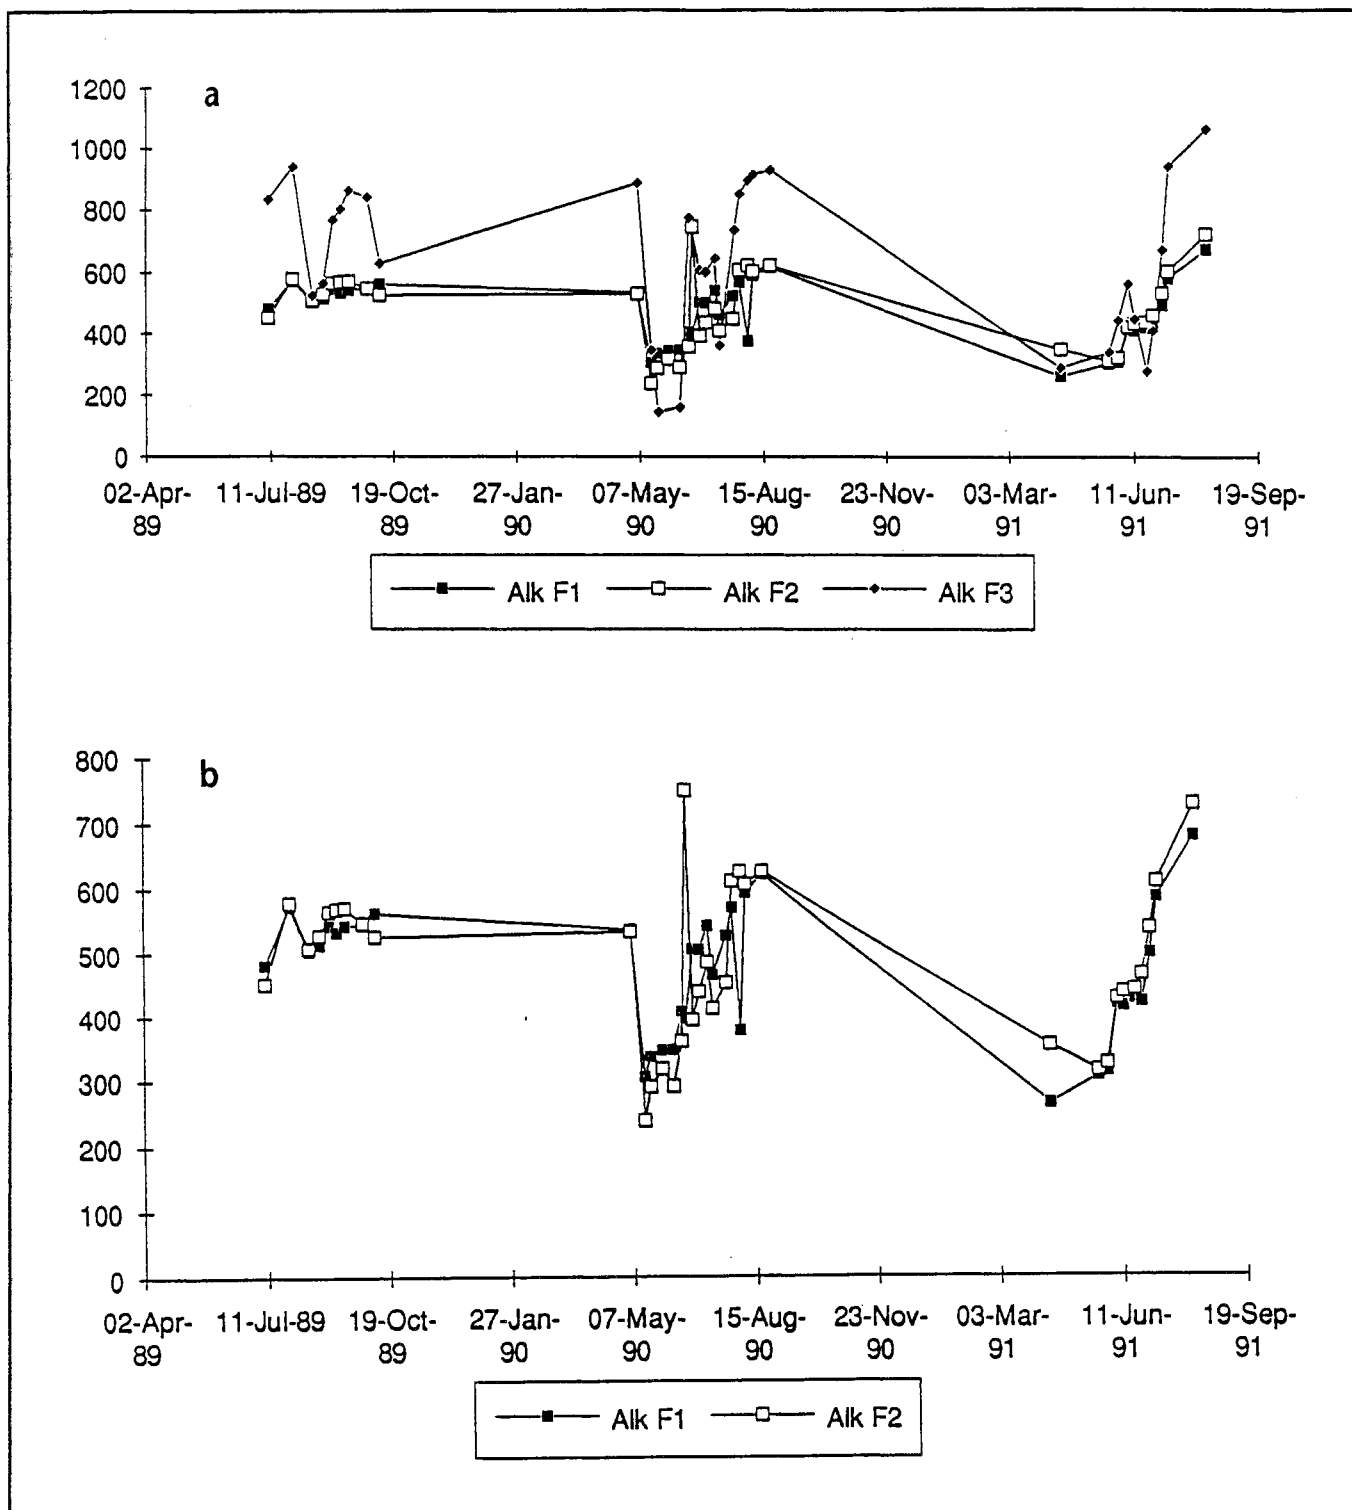 a
1200
1000
800
600
400
200
0
02-Apr- 11-Jul-89 19-Oct- 27-Jan- 07-May- 15-Aug- 23-Nov- 03-Mar- 11-Jun- 19-Sep-
89 89 90 90 90 90 91 91 91
Alk F1 Alk F2 Alk F3
b
800
700
600
500
400
300
200
100
0
02-Apr- 11-Jul-89 19-Oct- 27-Jan- 07-May- 15-Aug- 23-Nov- 03-Mar- 11-Jun- 19-Sep-
89 89 90 90 90 90 91 91 91
Alk F1 Alk F2